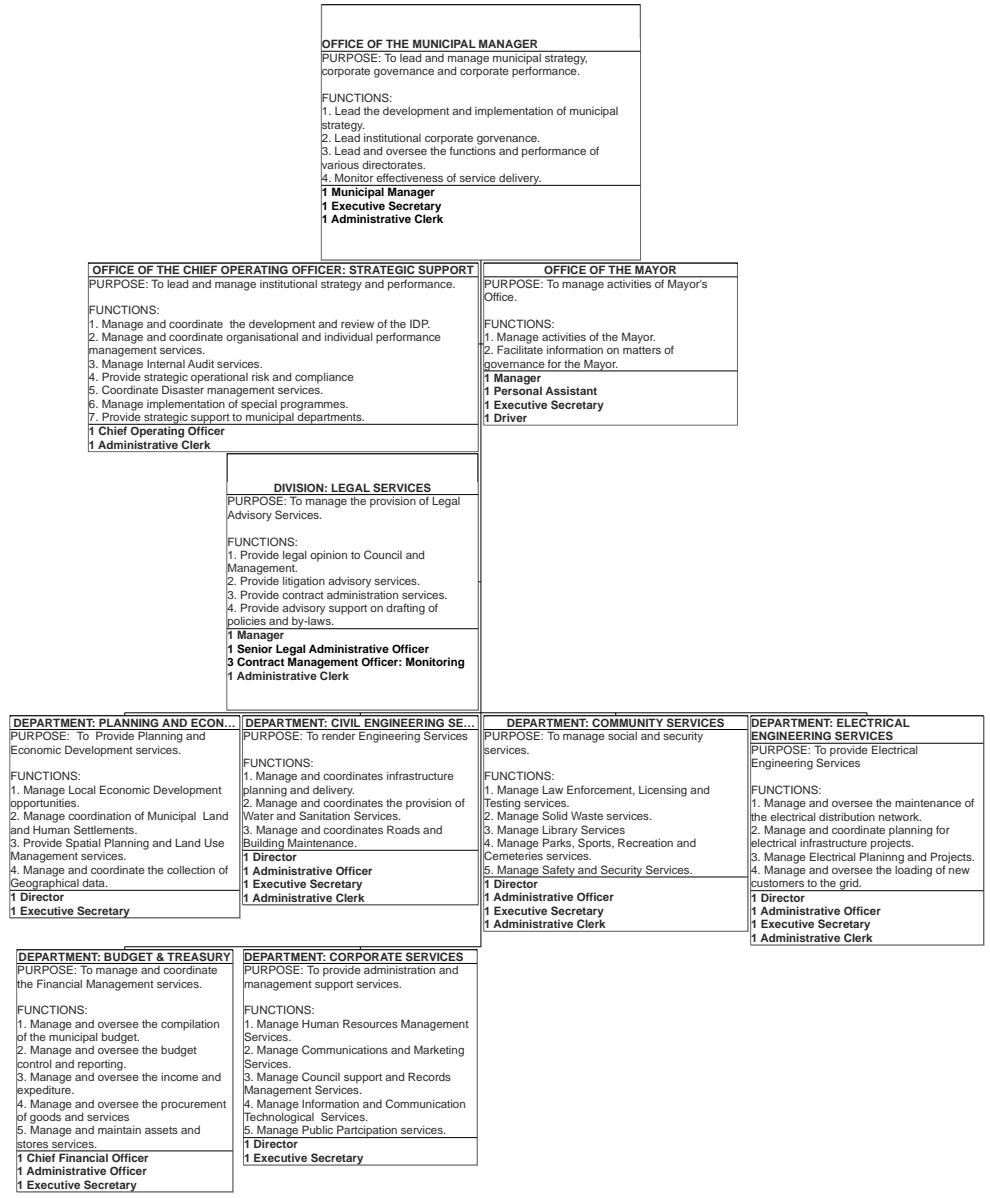 OFFICE OF THE MUNICIPAL MANAGER
PURPOSE: To lead and manage municipal strategy,
corporate governance and corporate performance.
FUNCTIONS:
1. Lead the development and implementation of municipal
strategy.
2. Lead institutional corporate gorvenance.
3. Lead and oversee the functions and performance of
various directorates.
4. Monitor effectiveness of service delivery.
1 Municipal Manager
1 Executive Secretary
1 Administrative Clerk
OFFICE OF THE CHIEF OPERATING OFFICER: STRATEGIC SUPPORT
PURPOSE: To lead and manage institutional strategy and performance.
FUNCTIONS:
1. Manage and coordinate the development and review of the IDP.
2. Manage and coordinate organisational and individual performance
management services.
3. Manage Internal Audit services.
4. Provide strategic operational risk and compliance
5. Coordinate Disaster management services.
6. Manage implementation of special programmes.
7. Provide strategic support to municipal departments.
1 Chief Operating Officer
1 Administrative Clerk
OFFICE OF THE MAYOR
PURPOSE: To manage activities of Mayor's
Office.
FUNCTIONS:
1. Manage activities of the Mayor.
2. Facilitate information on matters of
governance for the Mayor.
1 Manager
1 Personal Assistant
1 Executive Secretary
1 Driver
DIVISION: LEGAL SERVICES
PURPOSE: To manage the provision of Legal
Advisory Services.
FUNCTIONS:
1. Provide legal opinion to Council and
Management.
2. Provide litigation advisory services.
3. Provide contract administration services.
4. Provide advisory support on drafting of
policies and by-laws.
1 Manager
1 Senior Legal Administrative Officer
3 Contract Management Officer: Monitoring
1 Administrative Clerk
DEPARTMENT: PLANNING AND ECON...
PURPOSE: To Provide Planning and
Economic Development services.
FUNCTIONS:
1. Manage Local Economic Development
opportunities.
2. Manage coordination of Municipal Land
and Human Settlements.
3. Provide Spatial Planning and Land Use
Management services.
4. Manage and coordinate the collection of
Geographical data.
1 Director
1 Executive Secretary
DEPARTMENT: CIVIL ENGINEERING SE...
PURPOSE: To render Engineering Services
FUNCTIONS:
1. Manage and coordinates infrastructure
planning and delivery.
2. Manage and coordinates the provision of
Water and Sanitation Services.
3. Manage and coordinates Roads and
Building Maintenance.
1 Director
1 Administrative Officer
1 Executive Secretary
1 Administrative Clerk
DEPARTMENT: COMMUNITY SERVICES
PURPOSE: To manage social and security
services.
FUNCTIONS:
1. Manage Law Enforcement, Licensing and
Testing services.
2. Manage Solid Waste services.
3. Manage Library Services
4. Manage Parks, Sports, Recreation and
Cemeteries services.
5. Manage Safety and Security Services.
1 Director
1 Administrative Officer
1 Executive Secretary
1 Administrative Clerk
DEPARTMENT: ELECTRICAL
ENGINEERING SERVICES
PURPOSE: To provide Electrical
Engineering Services
FUNCTIONS:
1. Manage and oversee the maintenance of
the electrical distribution network.
2. Manage and coordinate planning for
electrical infrastructure projects.
3. Manage Electrical Planinng and Projects.
4. Manage and oversee the loading of new
customers to the grid.
1 Director
1 Administrative Officer
1 Executive Secretary
1 Administrative Clerk
DEPARTMENT: BUDGET & TREASURY
PURPOSE: To manage and coordinate
the Financial Management services.
FUNCTIONS:
1. Manage and oversee the compilation
of the municipal budget.
2. Manage and oversee the budget
control and reporting.
3. Manage and oversee the income and
expediture.
4. Manage and oversee the procurement
of goods and services
5. Manage and maintain assets and
stores services.
1 Chief Financial Officer
1 Administrative Officer
1 Executive Secretary
DEPARTMENT: CORPORATE SERVICES
PURPOSE: To provide administration and
management support services.
FUNCTIONS:
1. Manage Human Resources Management
Services.
2. Manage Communications and Marketing
Services.
3. Manage Council support and Records
Management Services.
4. Manage Information and Communication
Technological Services.
5. Manage Public Partcipation services.
1 Director
1 Executive Secretary